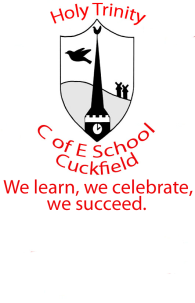 Holy Trinity
C of E School
Cuckfield
We learn, we celebrate,
we succeed.